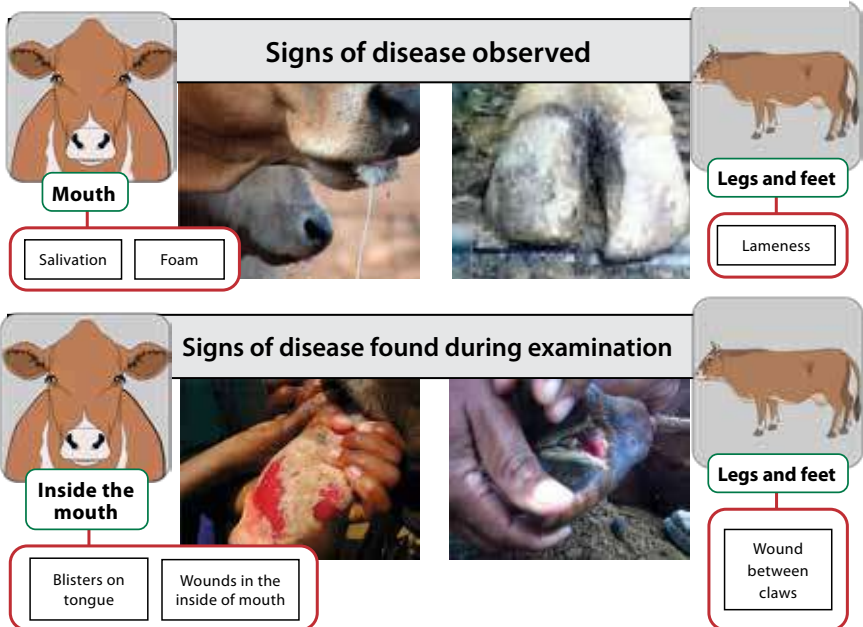 Signs of disease observed
Mouth
Salivation
Foam
Legs and feet
Lameness
Signs of disease found during examination
Inside the
mouth
Blisters on
tongue
Wounds in the
inside of mouth
Legs and feet
Wound
between
claws